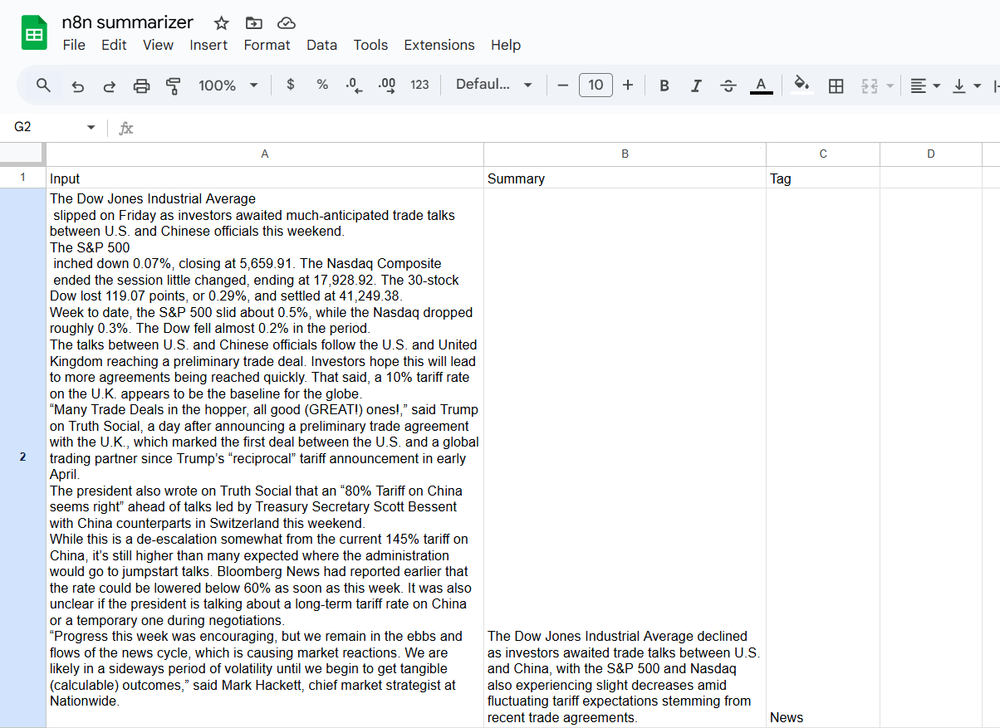 n8n summarizer
File Edit View Insert Format Data Tools Extensions Help
100% $ % .0 .00 123 Defaul... 10 B I A
G2 fx
A B C D
1 Input Summary Tag
The Dow Jones Industrial Average
slipped on Friday as investors awaited much-anticipated trade talks
between U.S. and Chinese officials this weekend.
The S&P 500
inched down 0.07%, closing at 5,659.91. The Nasdaq Composite
ended the session little changed, ending at 17,928.92. The 30-stock
Dow lost 119.07 points, or 0.29%, and settled at 41,249.38.
Week to date, the S&P 500 slid about 0.5%, while the Nasdaq dropped
roughly 0.3%. The Dow fell almost 0.2% in the period.
The talks between U.S. and Chinese officials follow the U.S. and United
Kingdom reaching a preliminary trade deal. Investors hope this will lead
to more agreements being reached quickly. That said, a 10% tariff rate
on the U.K. appears to be the baseline for the globe.
“Many Trade Deals in the hopper, all good (GREAT!) ones!,” said Trump
on Truth Social, a day after announcing a preliminary trade agreement
with the U.K., which marked the first deal between the U.S. and a global
2
trading partner since Trump’s “reciprocal” tariff announcement in early
April.
The president also wrote on Truth Social that an “80% Tariff on China
seems right” ahead of talks led by Treasury Secretary Scott Bessent
with China counterparts in Switzerland this weekend.
While this is a de-escalation somewhat from the current 145% tariff on
China, it’s still higher than many expected where the administration
would go to jumpstart talks. Bloomberg News had reported earlier that
the rate could be lowered below 60% as soon as this week. It was also
unclear if the president is talking about a long-term tariff rate on China
or a temporary one during negotiations.
“Progress this week was encouraging, but we remain in the ebbs and
flows of the news cycle, which is causing market reactions. We are
likely in a sideways period of volatility until we begin to get tangible
(calculable) outcomes,” said Mark Hackett, chief market strategist at
Nationwide.
The Dow Jones Industrial Average declined
as investors awaited trade talks between U.S.
and China, with the S&P 500 and Nasdaq
also experiencing slight decreases amid
fluctuating tariff expectations stemming from
recent trade agreements.
News